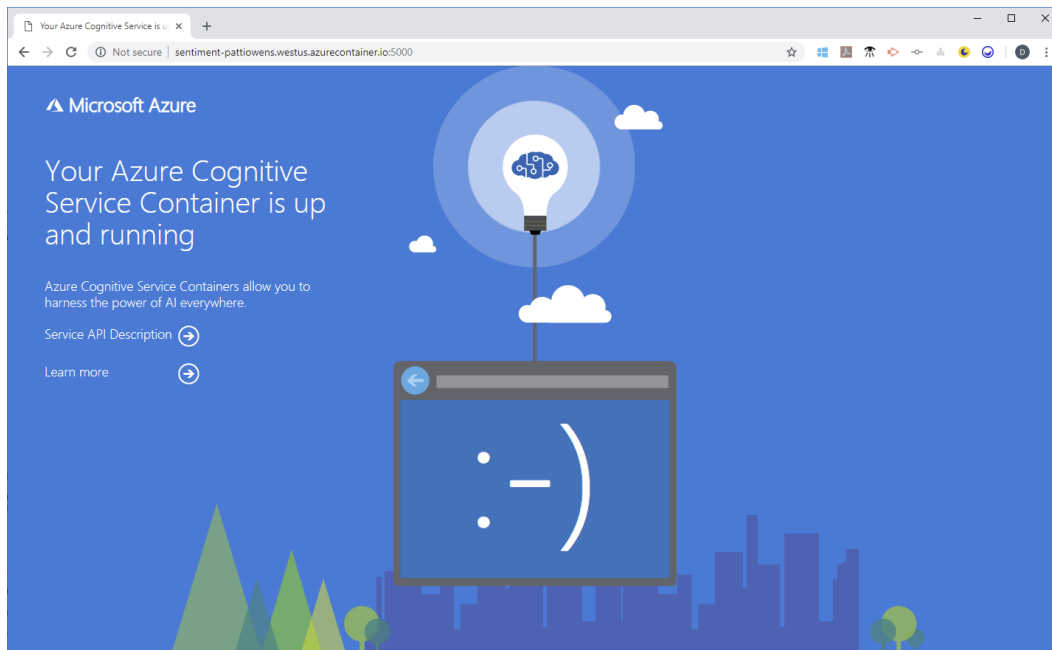 Your Azure Cognitive Service is u
Not secure | sentiment-pattiowens.westus.azurecontainer.io:5000
D
Microsoft Azure
Your Azure Cognitive
Service Container is up
and running
Azure Cognitive Service Containers allow you to
harness the power of AI everywhere.
Service API Description
Learn more
:-)